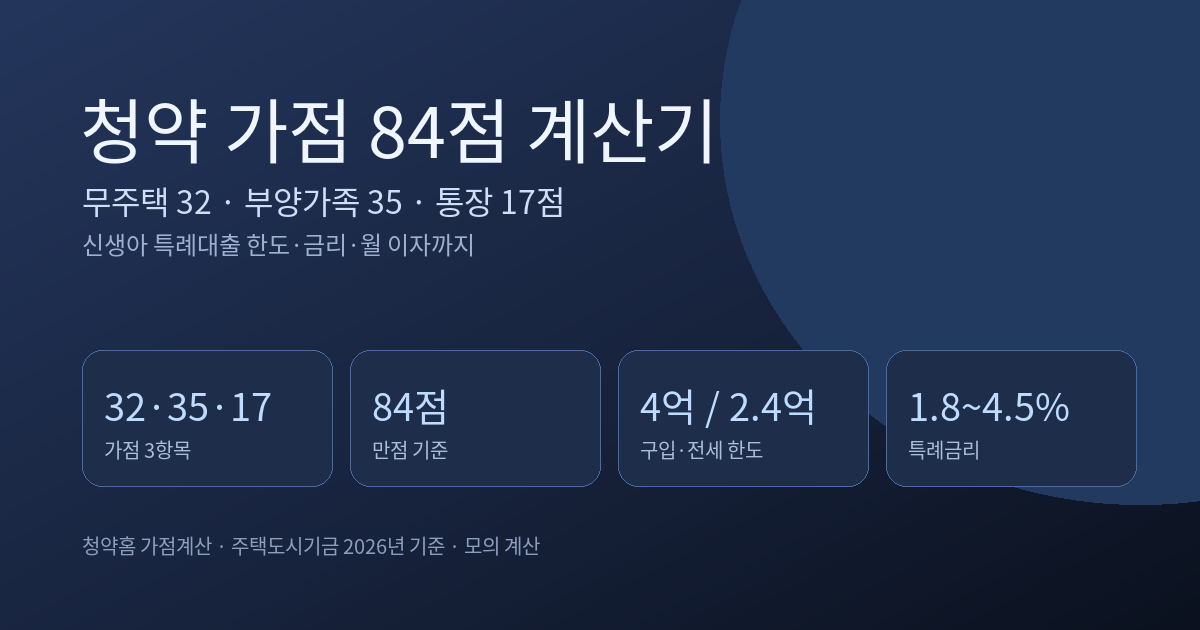 청약 가점 84점 계산기
무주택 32 · 부양가족 35 · 통장 17점
신생아 특례대출 한도·금리·월 이자까지
32·35·17
가점 3항목
84점
만점 기준
4억 / 2.4억
구입·전세 한도
1.8~4.5%
특례금리
청약홈 가점계산 · 주택도시기금 2026년 기준 · 모의 계산